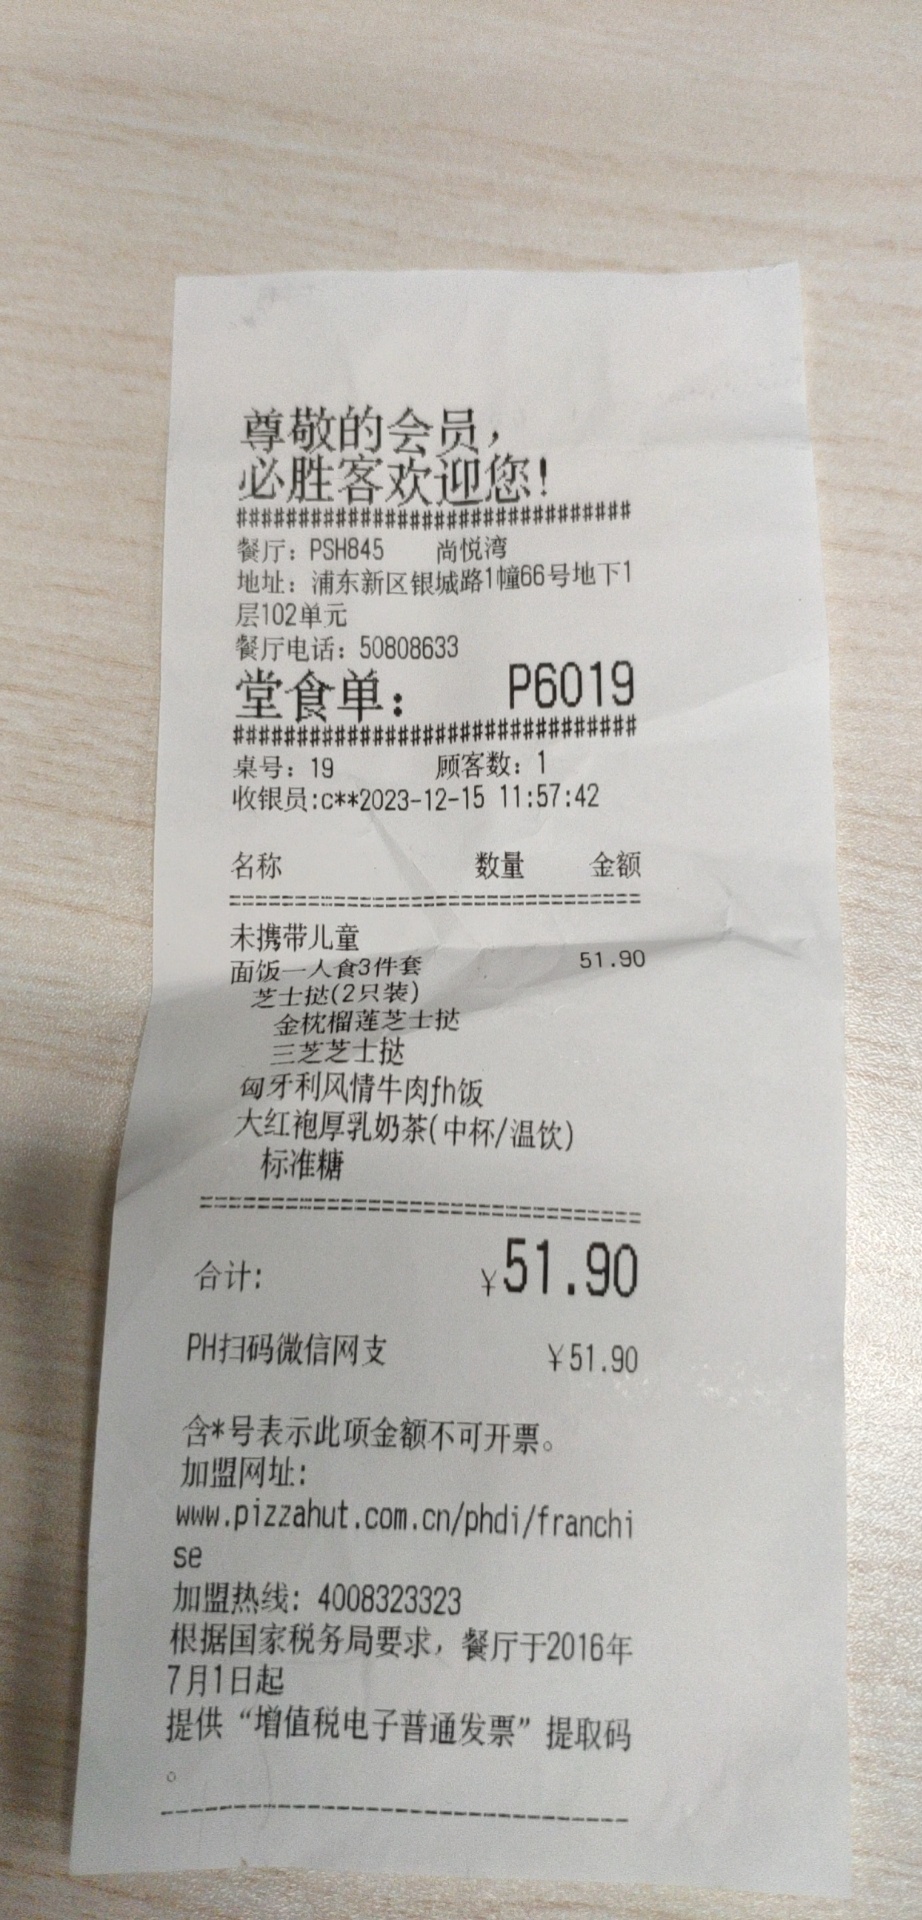 尊敬的会员，
必胜客欢迎您!
################################
餐厅: PSH845 尚悦湾
地址: 浦东新区银城路1幢66号地下1
层102单元
餐厅电话: 50808633
堂食单: P6019
################################
桌号: 19 顾客数: 1
收银员:c**2023-12-15 11:57:42
名称 数量 金额
================================
未携带儿童
面饭一人食3件套 51.90
芝士挞(2只装)
金枕榴莲芝士挞
三芝芝士挞
匈牙利风情牛肉fh饭
大红袍厚乳奶茶(中杯/温饮)
标准糖
================================
合计: ￥51.90
PH扫码微信网支 ￥51.90
含*号表示此项金额不可开票。
加盟网址:
www.pizzahut.com.cn/phdi/franchi
se
加盟热线: 4008323323
根据国家税务局要求，餐厅于2016年
7月1日起
提供“增值税电子普通发票”提取码
。
--------------------------------